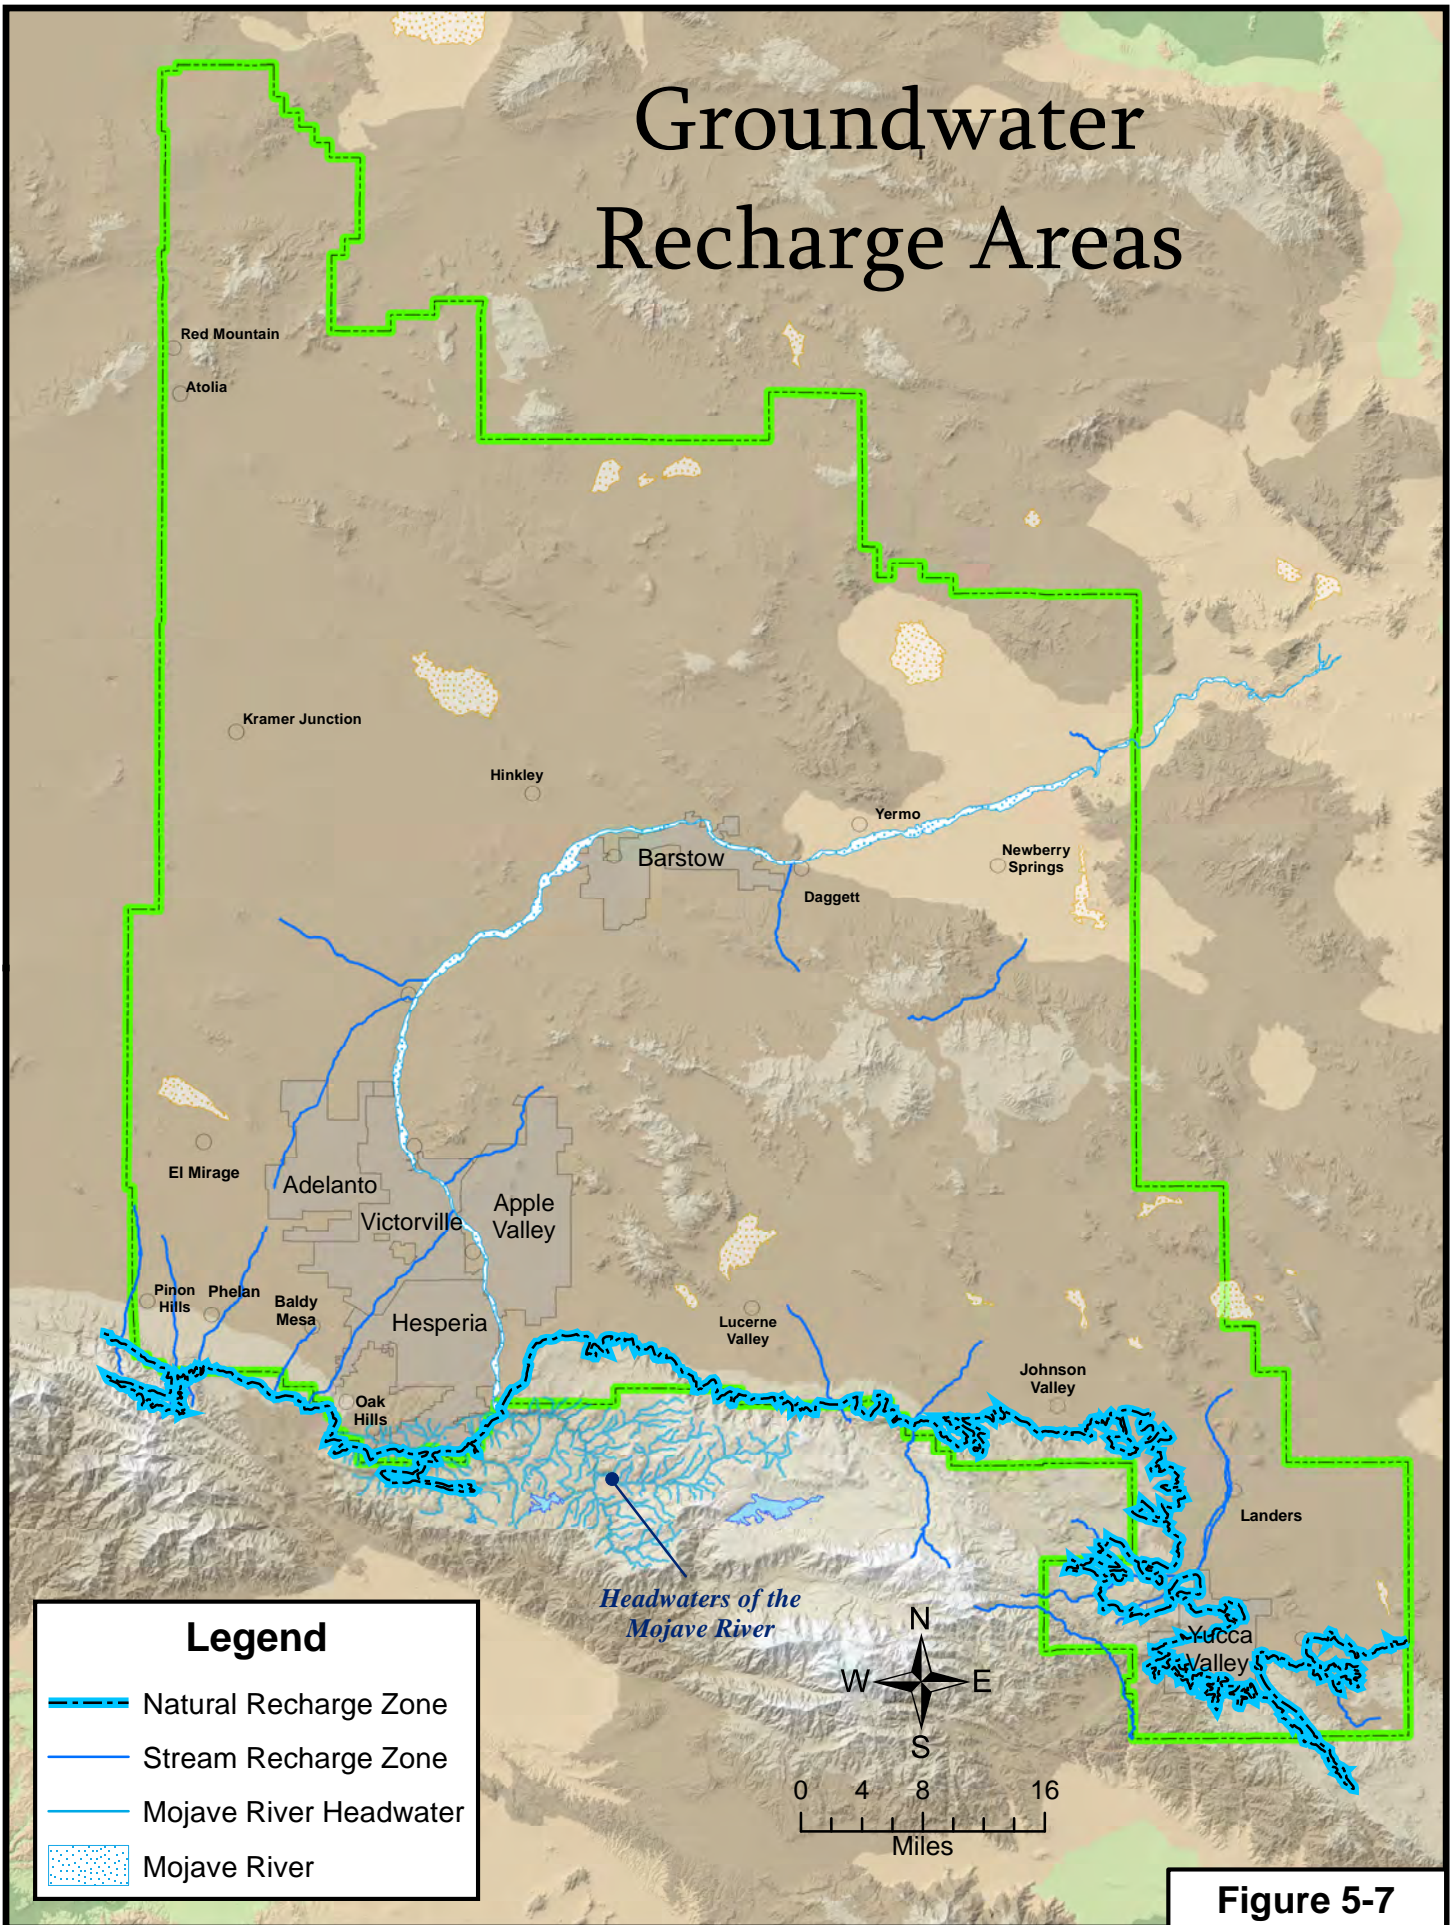 Groundwater
Recharge Areas
Red Mountain
Atolia
Kramer Junction
Hinkley
Yermo
Barstow
Newberry
Springs
Daggett
El Mirage
Adelanto
Apple
Valley
Victorville
Pinon
Hills
Phelan
Baldy
Mesa
Hesperia
Lucerne
Valley
Johnson
Valley
Oak
Hills
Landers
Headwaters of the
Mojave River
Yucca
Valley
N
W
E
S
0 4 8 16
Miles
Legend
Natural Recharge Zone
Stream Recharge Zone
Mojave River Headwater
Mojave River
Figure 5-7